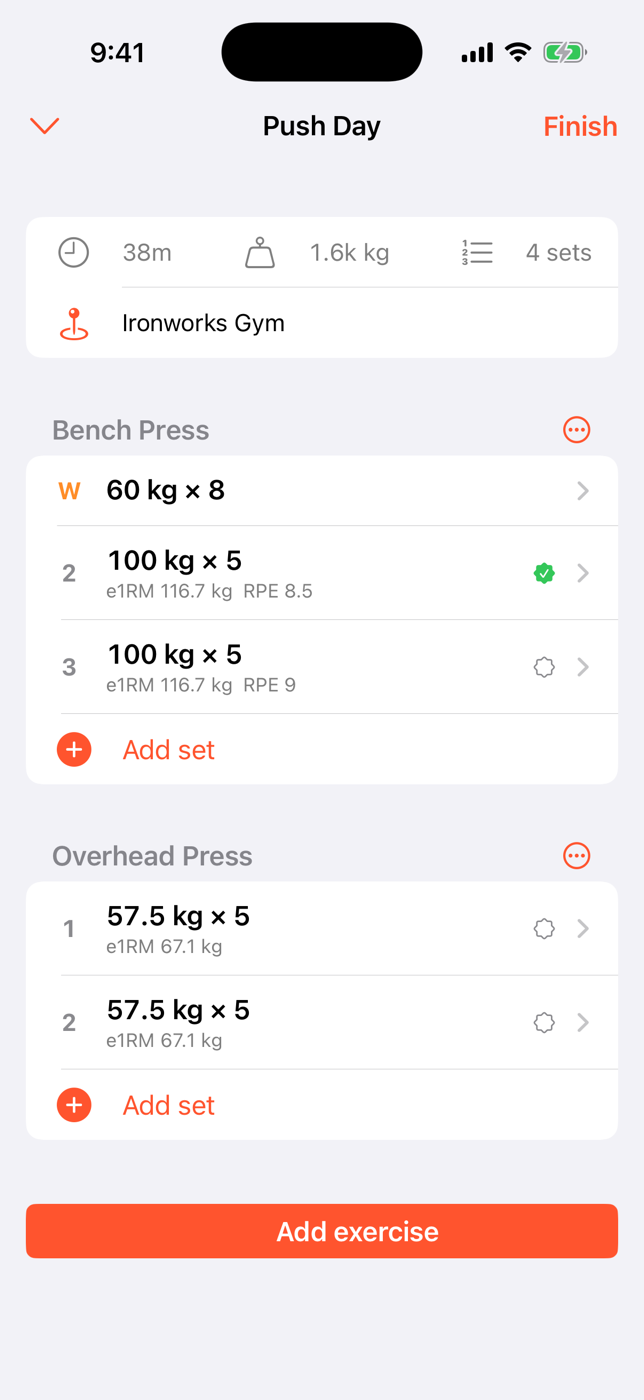 9:41
Push Day
Finish
38m
1.6k kg
1
2
3
4 sets
Ironworks Gym
Bench Press
W
60 kg × 8
2
100 kg × 5
e1RM 116.7 kg RPE 8.5
3
100 kg × 5
e1RM 116.7 kg RPE 9
Add set
Overhead Press
1
57.5 kg × 5
e1RM 67.1 kg
2
57.5 kg × 5
e1RM 67.1 kg
Add set
Add exercise